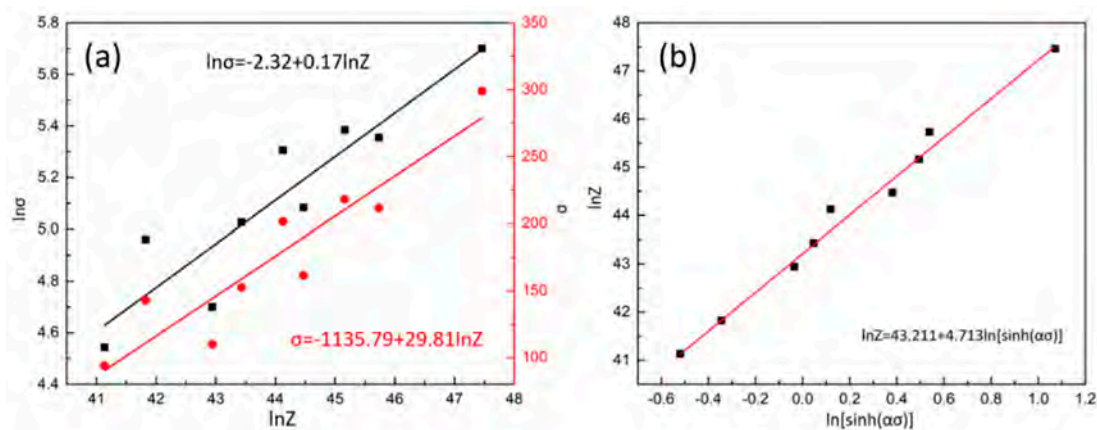 (a)
lnσ=-2.32+0.17lnZ
σ=-1135.79+29.81lnZ
5.8
5.6
5.4
5.2
5.0
4.8
4.6
4.4
lnσ
350
300
250
200
150
100
σ
41 42 43 44 45 46 47 48
lnZ
(b)
lnZ=43.211+4.713ln[sinh(ασ)]
48
47
46
45
44
43
42
41
lnZ
-0.6 -0.4 -0.2 0.0 0.2 0.4 0.6 0.8 1.0 1.2
ln[sinh(ασ)]